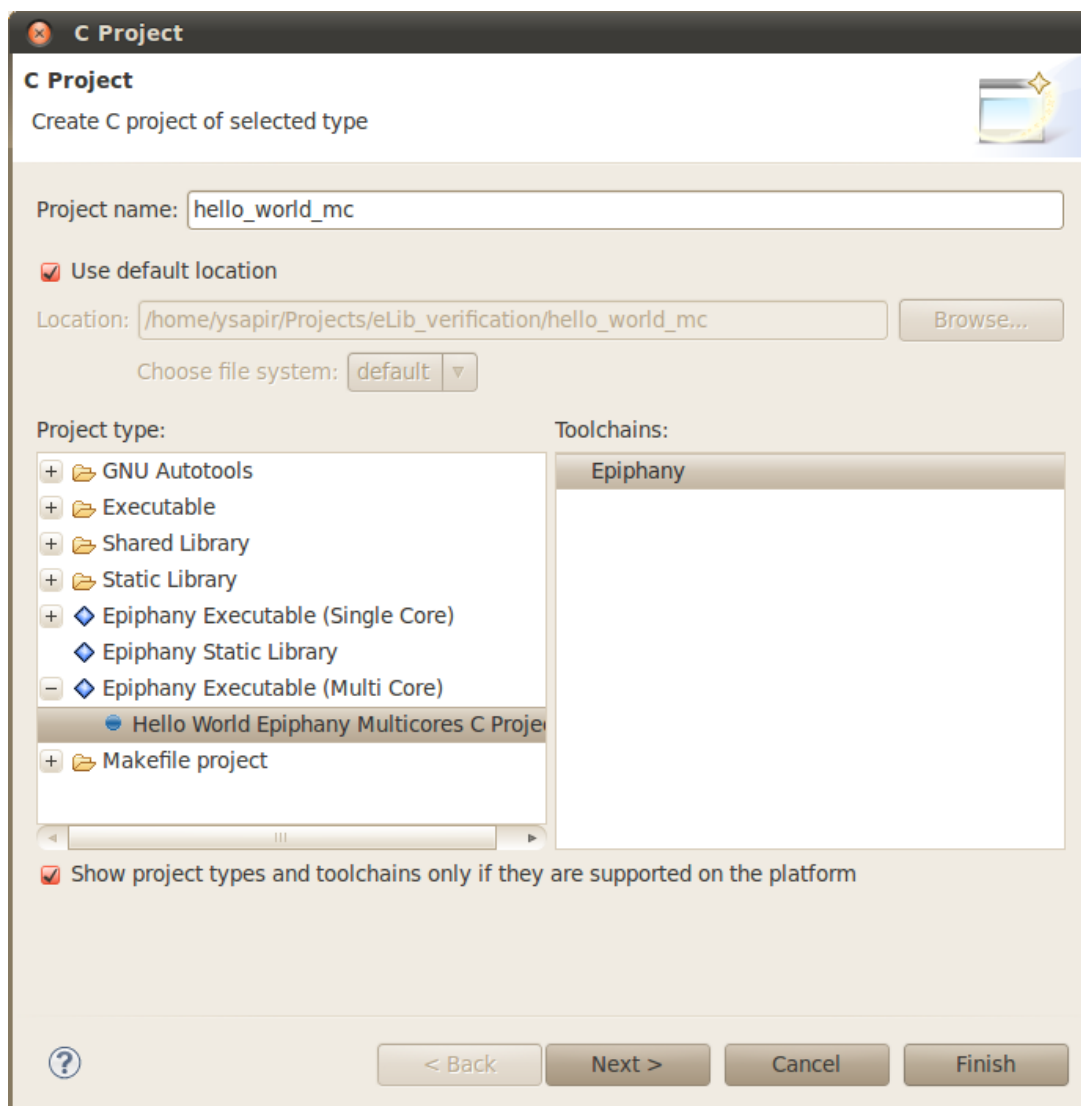 C Project
C Project
Create C project of selected type
Project name: hello_world_mc
Use default location
Location: /home/ysapir/Projects/eLib_verification/hello_world_mc Browse...
Choose file system: default
Project type: Toolchains:
GNU Autotools Epiphany
Executable
Shared Library
Static Library
Epiphany Executable (Single Core)
Epiphany Static Library
Epiphany Executable (Multi Core)
Hello World Epiphany Multicores C Proje
Makefile project
Show project types and toolchains only if they are supported on the platform
? < Back Next > Cancel Finish